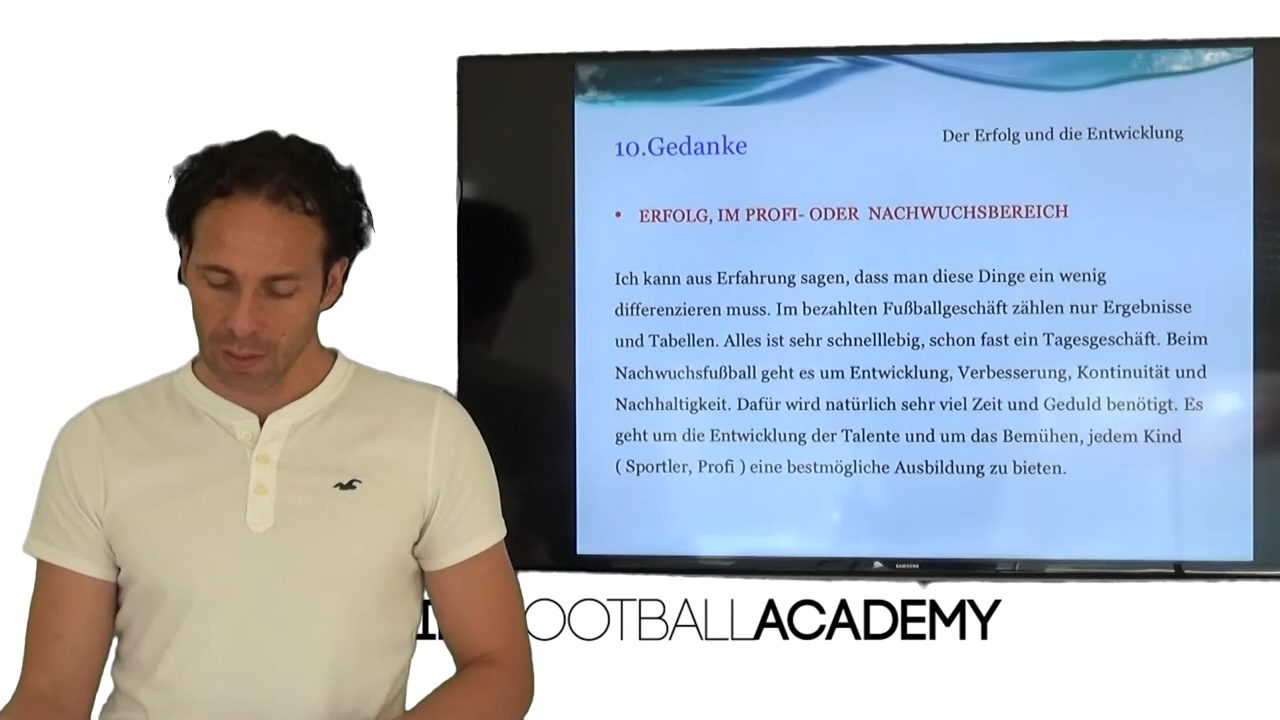 10.Gedanke
Der Erfolg und die Entwicklung
• ERFOLG, IM PROFI- ODER NACHWUCHSBEREICH
Ich kann aus Erfahrung sagen, dass man diese Dinge ein wenig
differenzieren muss. Im bezahlten Fußballgeschäft zählen nur Ergebnisse
und Tabellen. Alles ist sehr schnelllebig, schon fast ein Tagesgeschäft. Beim
Nachwuchsfußball geht es um Entwicklung, Verbesserung, Kontinuität und
Nachhaltigkeit. Dafür wird natürlich sehr viel Zeit und Geduld benötigt. Es
geht um die Entwicklung der Talente und um das Bemühen, jedem Kind
( Sportler, Profi ) eine bestmögliche Ausbildung zu bieten.
SAMSUNG
OOTBALLACADEMY